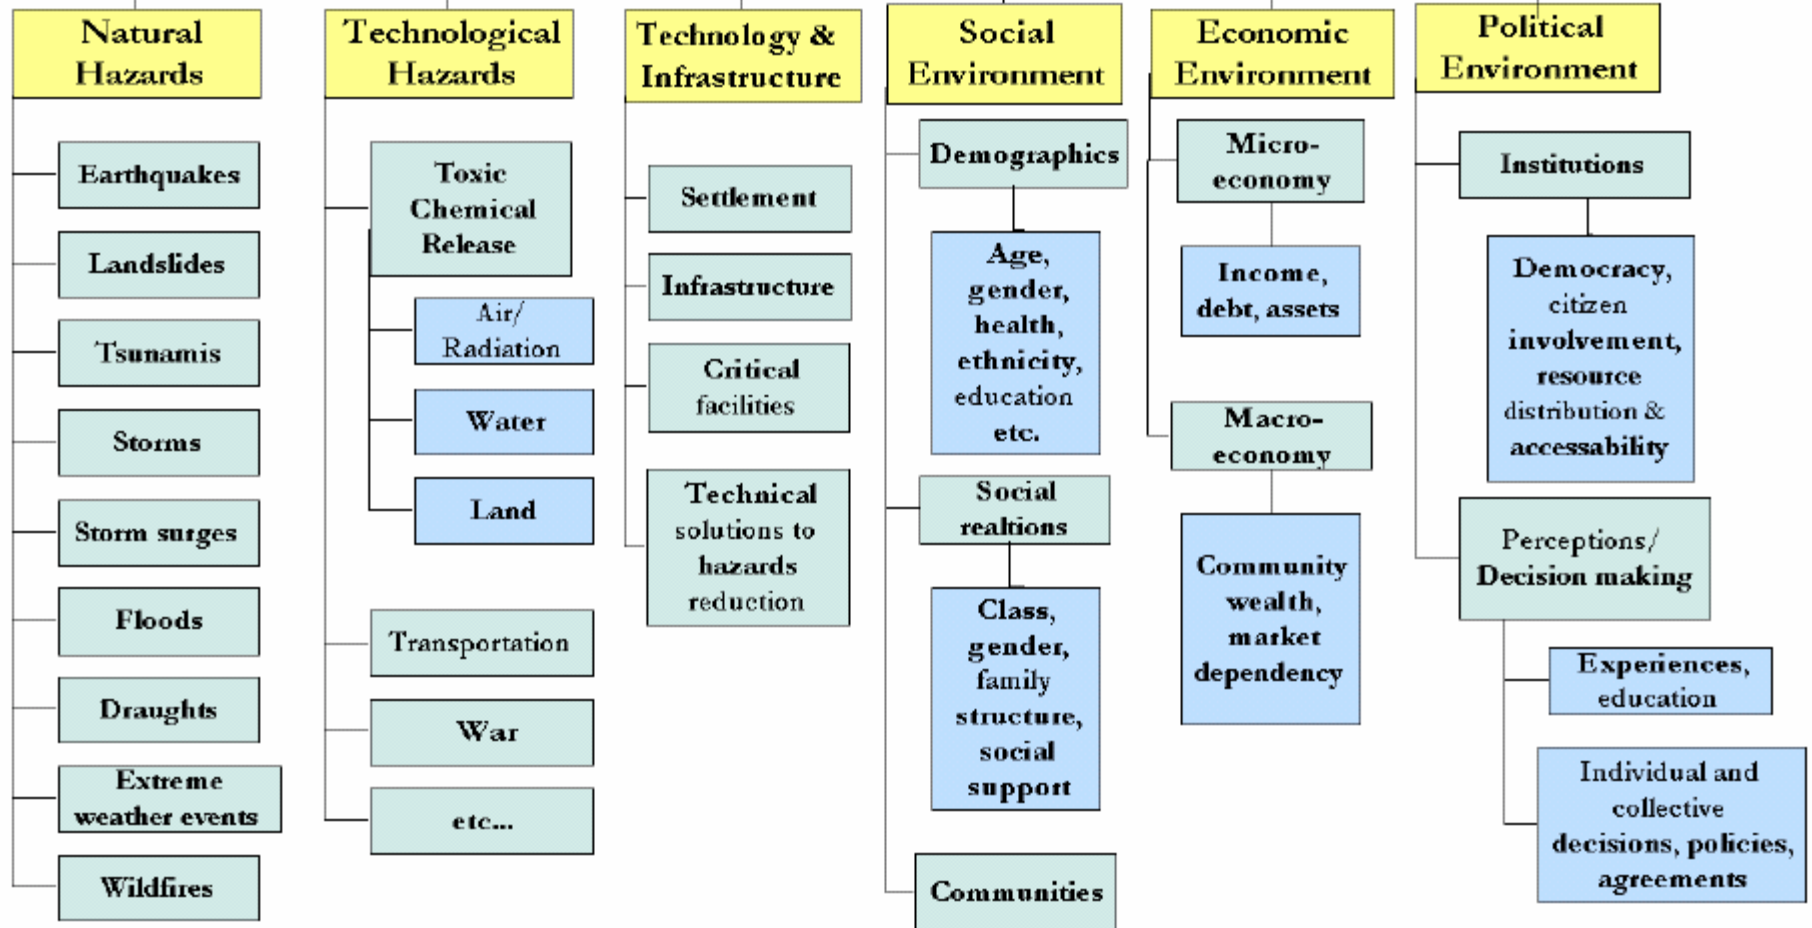 Natural
Hazards
Earthquakes
Landslides
Tsunamis
Storms
Storm surges
Floods
Draughts
Extreme
weather events
Wildfires
Technological
Hazards
Toxic
Chemical
Release
Air/
Radiation
Water
Land
Transportation
War
etc...
Technology &
Infrastructure
Settlement
Infrastructure
Critical
facilities
Technical
solutions to
hazards
reduction
Social
Environment
Demographics
Age,
gender,
health,
ethnicity,
education
etc.
Social
realtions
Class,
gender,
family
structure,
social
support
Communities
Economic
Environment
Micro-
economy
Income,
debt, assets
Macro-
economy
Community
wealth,
market
dependency
Political
Environment
Institutions
Democracy,
citizen
involvement,
resource
distribution &
accessability
Perceptions/
Decision making
Experiences,
education
Individual and
collective
decisions, policies,
agreements